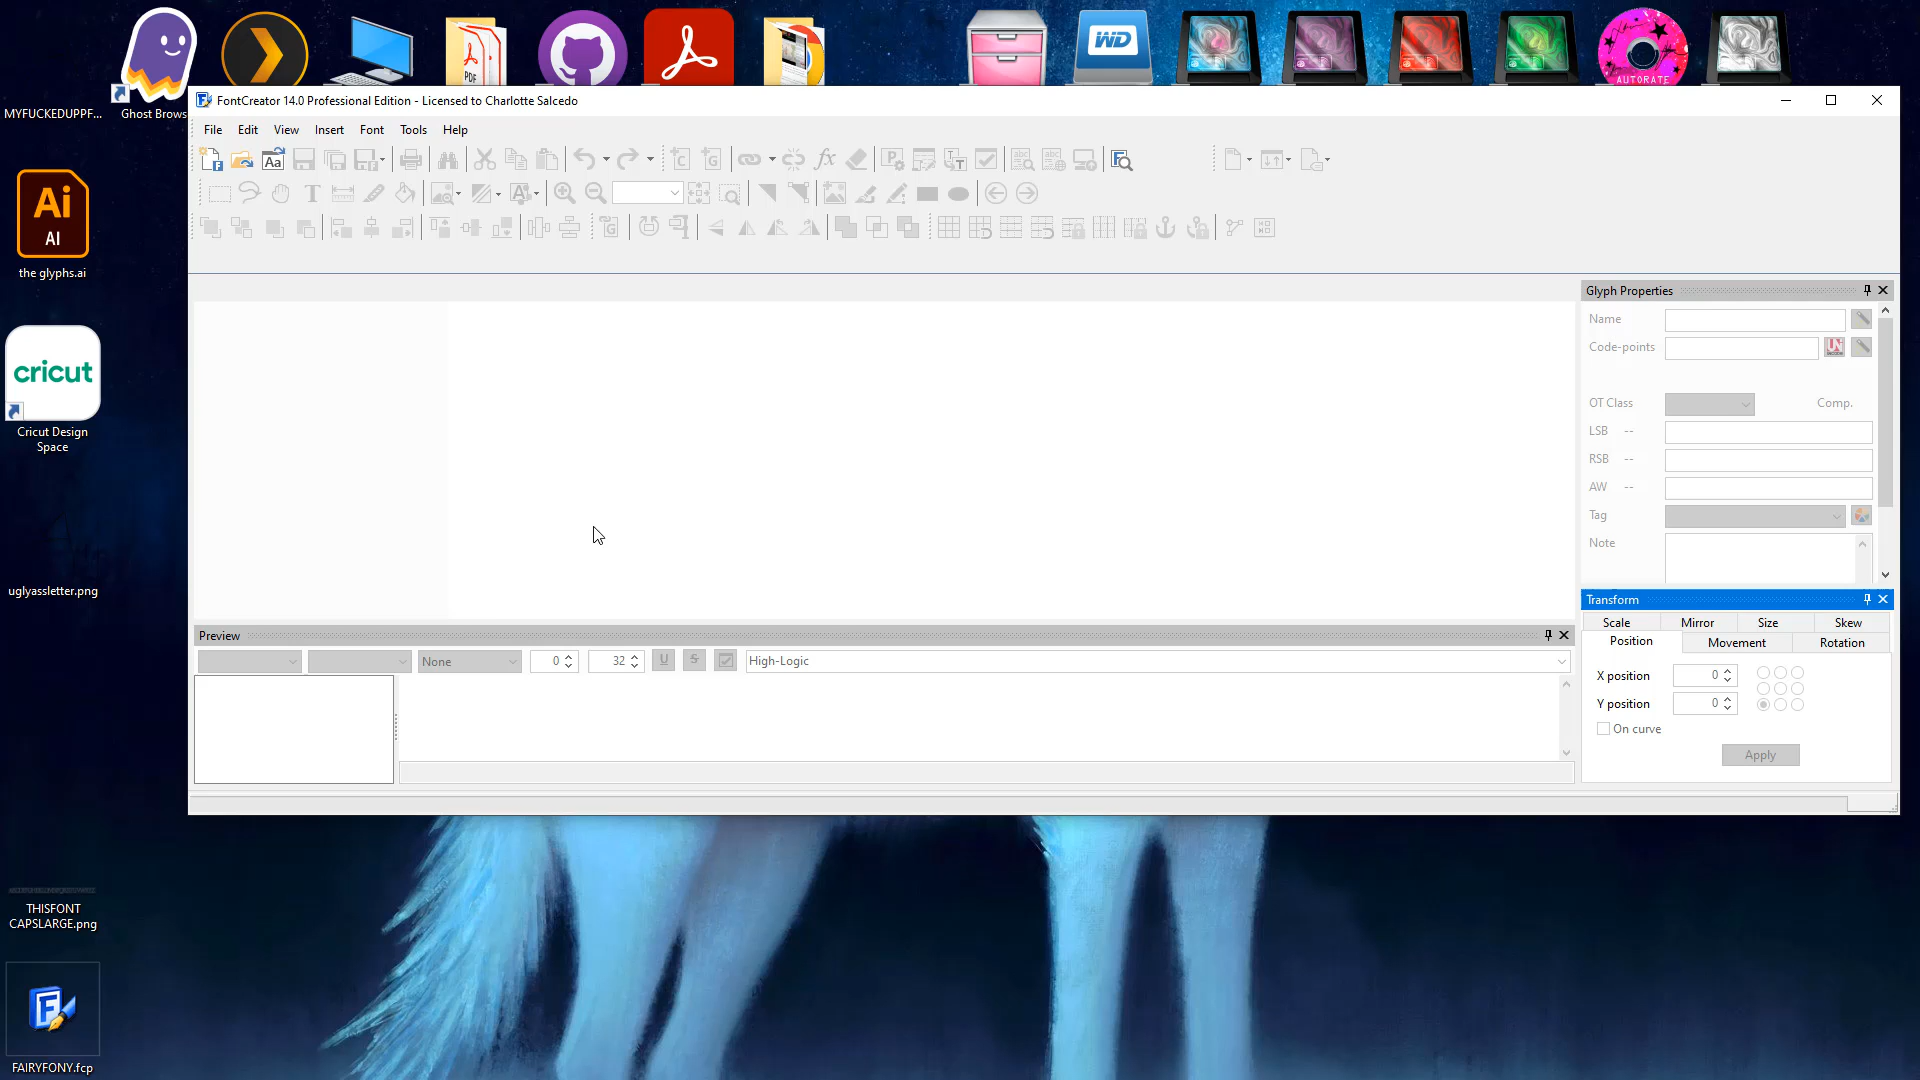 PDF
WD
AUTORATE
MYFUCKEDUPPF...
Ghost Brows
FontCreator 14.0 Professional Edition - Licensed to Charlotte Salcedo
File Edit View Insert Font Tools Help
Ai
AI
the glyphs.ai
cricut
Cricut Design
Space
uglyassletter.png
THISFONT
CAPSLARGE.png
FAIRYFONY.fcp
Glyph Properties
Name
Code-points
OT Class
Comp.
LSB --
RSB --
AW --
Tag
Note
Transform
Scale Mirror Size Skew
Position Movement Rotation
X position 0
Y position 0
On curve
Apply
Preview
None 0 32 U S High-Logic